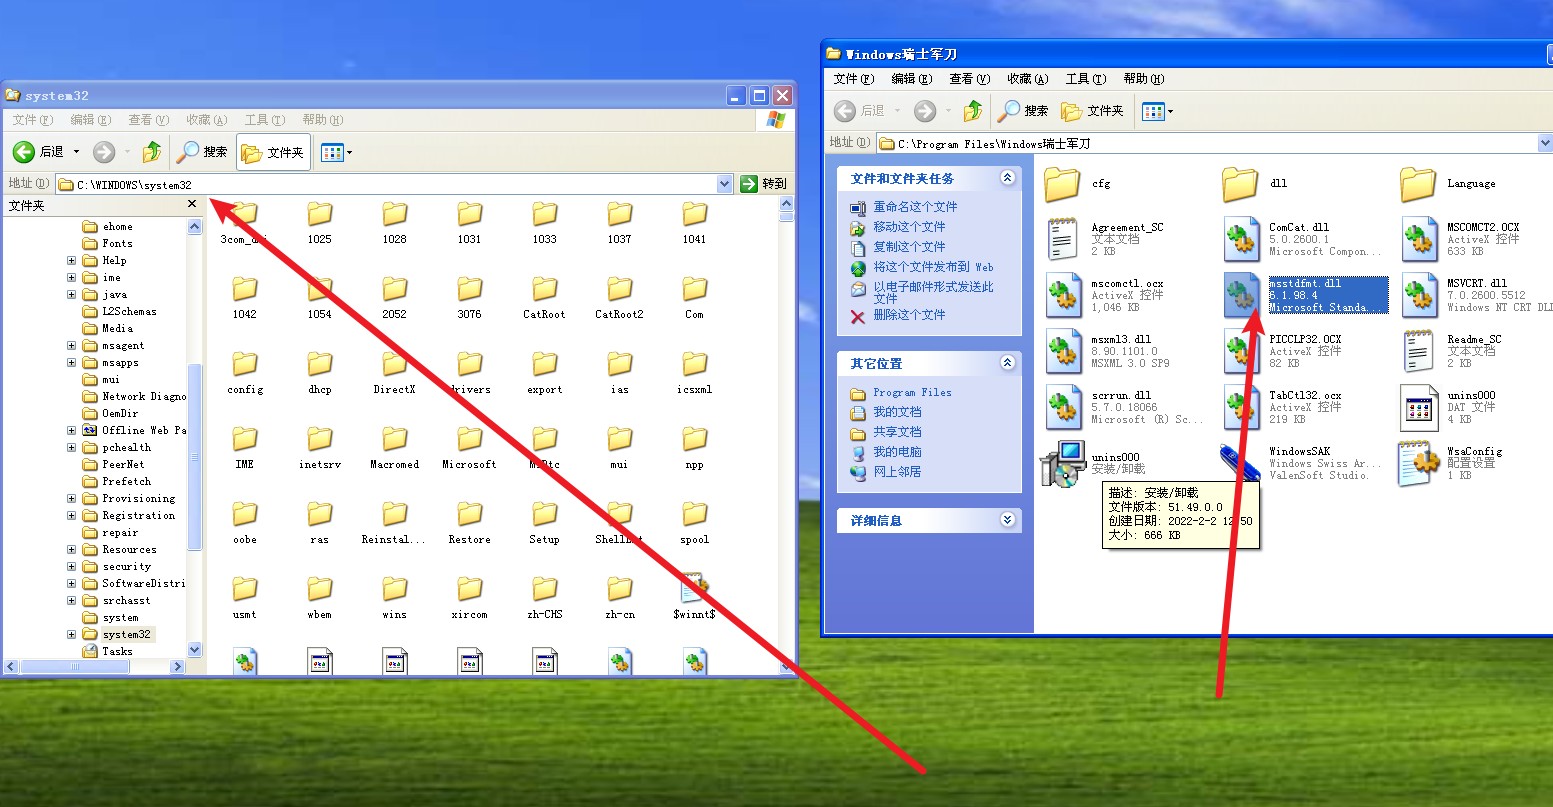 system32
文件(F) 编辑(E) 查看(V) 收藏(A) 工具(T) 帮助(H)
后退 搜索 文件夹
地址(D) C:\WINDOWS\system32 转到
文件夹
ehome
Fonts
Help
ime
java
L2Schemas
Media
msagent
msapps
mui
Network Diagno
OemDir
Offline Web Pa
pchealth
PeerNet
Prefetch
Provisioning
Registration
repair
Resources
security
SoftwareDistri
srchasst
system
system32
Tasks
1025 1028 1031 1033 1037 1041
1042 1054 2052 3076 CatRoot CatRoot2 Com
config dhcp DirectX drivers export ias icsxml
IME inetsrv Macromed Microsoft MsDtc mui npp
oobe ras Reinstal... Restore Setup ShellExt spool
usmt wbem wins xircom zh-CHS zh-cn $winnt$
Windows瑞士军刀
文件(F) 编辑(E) 查看(V) 收藏(A) 工具(T) 帮助(H)
后退 搜索 文件夹
地址(D) C:\Program Files\Windows瑞士军刀
文件和文件夹任务
重命名这个文件
移动这个文件
复制这个文件
将这个文件发布到 Web
以电子邮件形式发送此
文件
删除这个文件
其它位置
Program Files
我的文档
共享文档
我的电脑
网上邻居
详细信息
cfg
dll
Language
Agreement_SC
文本文档
2 KB
ComCat.dll
5.0.2600.1
Microsoft Compon...
MSCOMCT2.OCX
ActiveX 控件
633 KB
mscomctl.ocx
ActiveX 控件
1,046 KB
msstdfmt.dll
6.1.98.4
Microsoft Standa...
MSVCRT.dll
7.0.2600.5512
Windows NT CRT DLL
msxml3.dll
8.90.1101.0
MSXML 3.0 SP9
PICCLP32.OCX
ActiveX 控件
82 KB
Readme_SC
文本文档
2 KB
scrrun.dll
5.7.0.18066
Microsoft (R) Sc...
TabCtl32.ocx
ActiveX 控件
219 KB
unins000
DAT 文件
4 KB
unins000
安装/卸载
WindowsSAK
Windows Swiss Ar...
ValenSoft Studio.
WsaConfig
配置设置
1 KB
描述: 安装/卸载
文件版本: 51.49.0.0
创建日期: 2022-2-2
大小: 666 KB